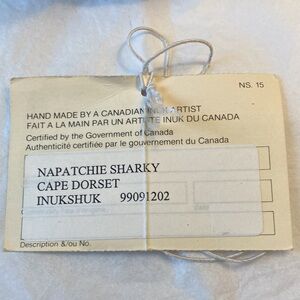 NS. 15
HAND MADE BY A CANADIAN INUK ARTIST
FAIT A LA MAIN PAR UN ARTISTE INUK DU CANADA
Certified by the Government of Canada
Authenticité certifiée par le gouvernement du Canada
NAPATCHIE SHARKY
CAPE DORSET
INUKSHUK 99091202
Description &/ou No.